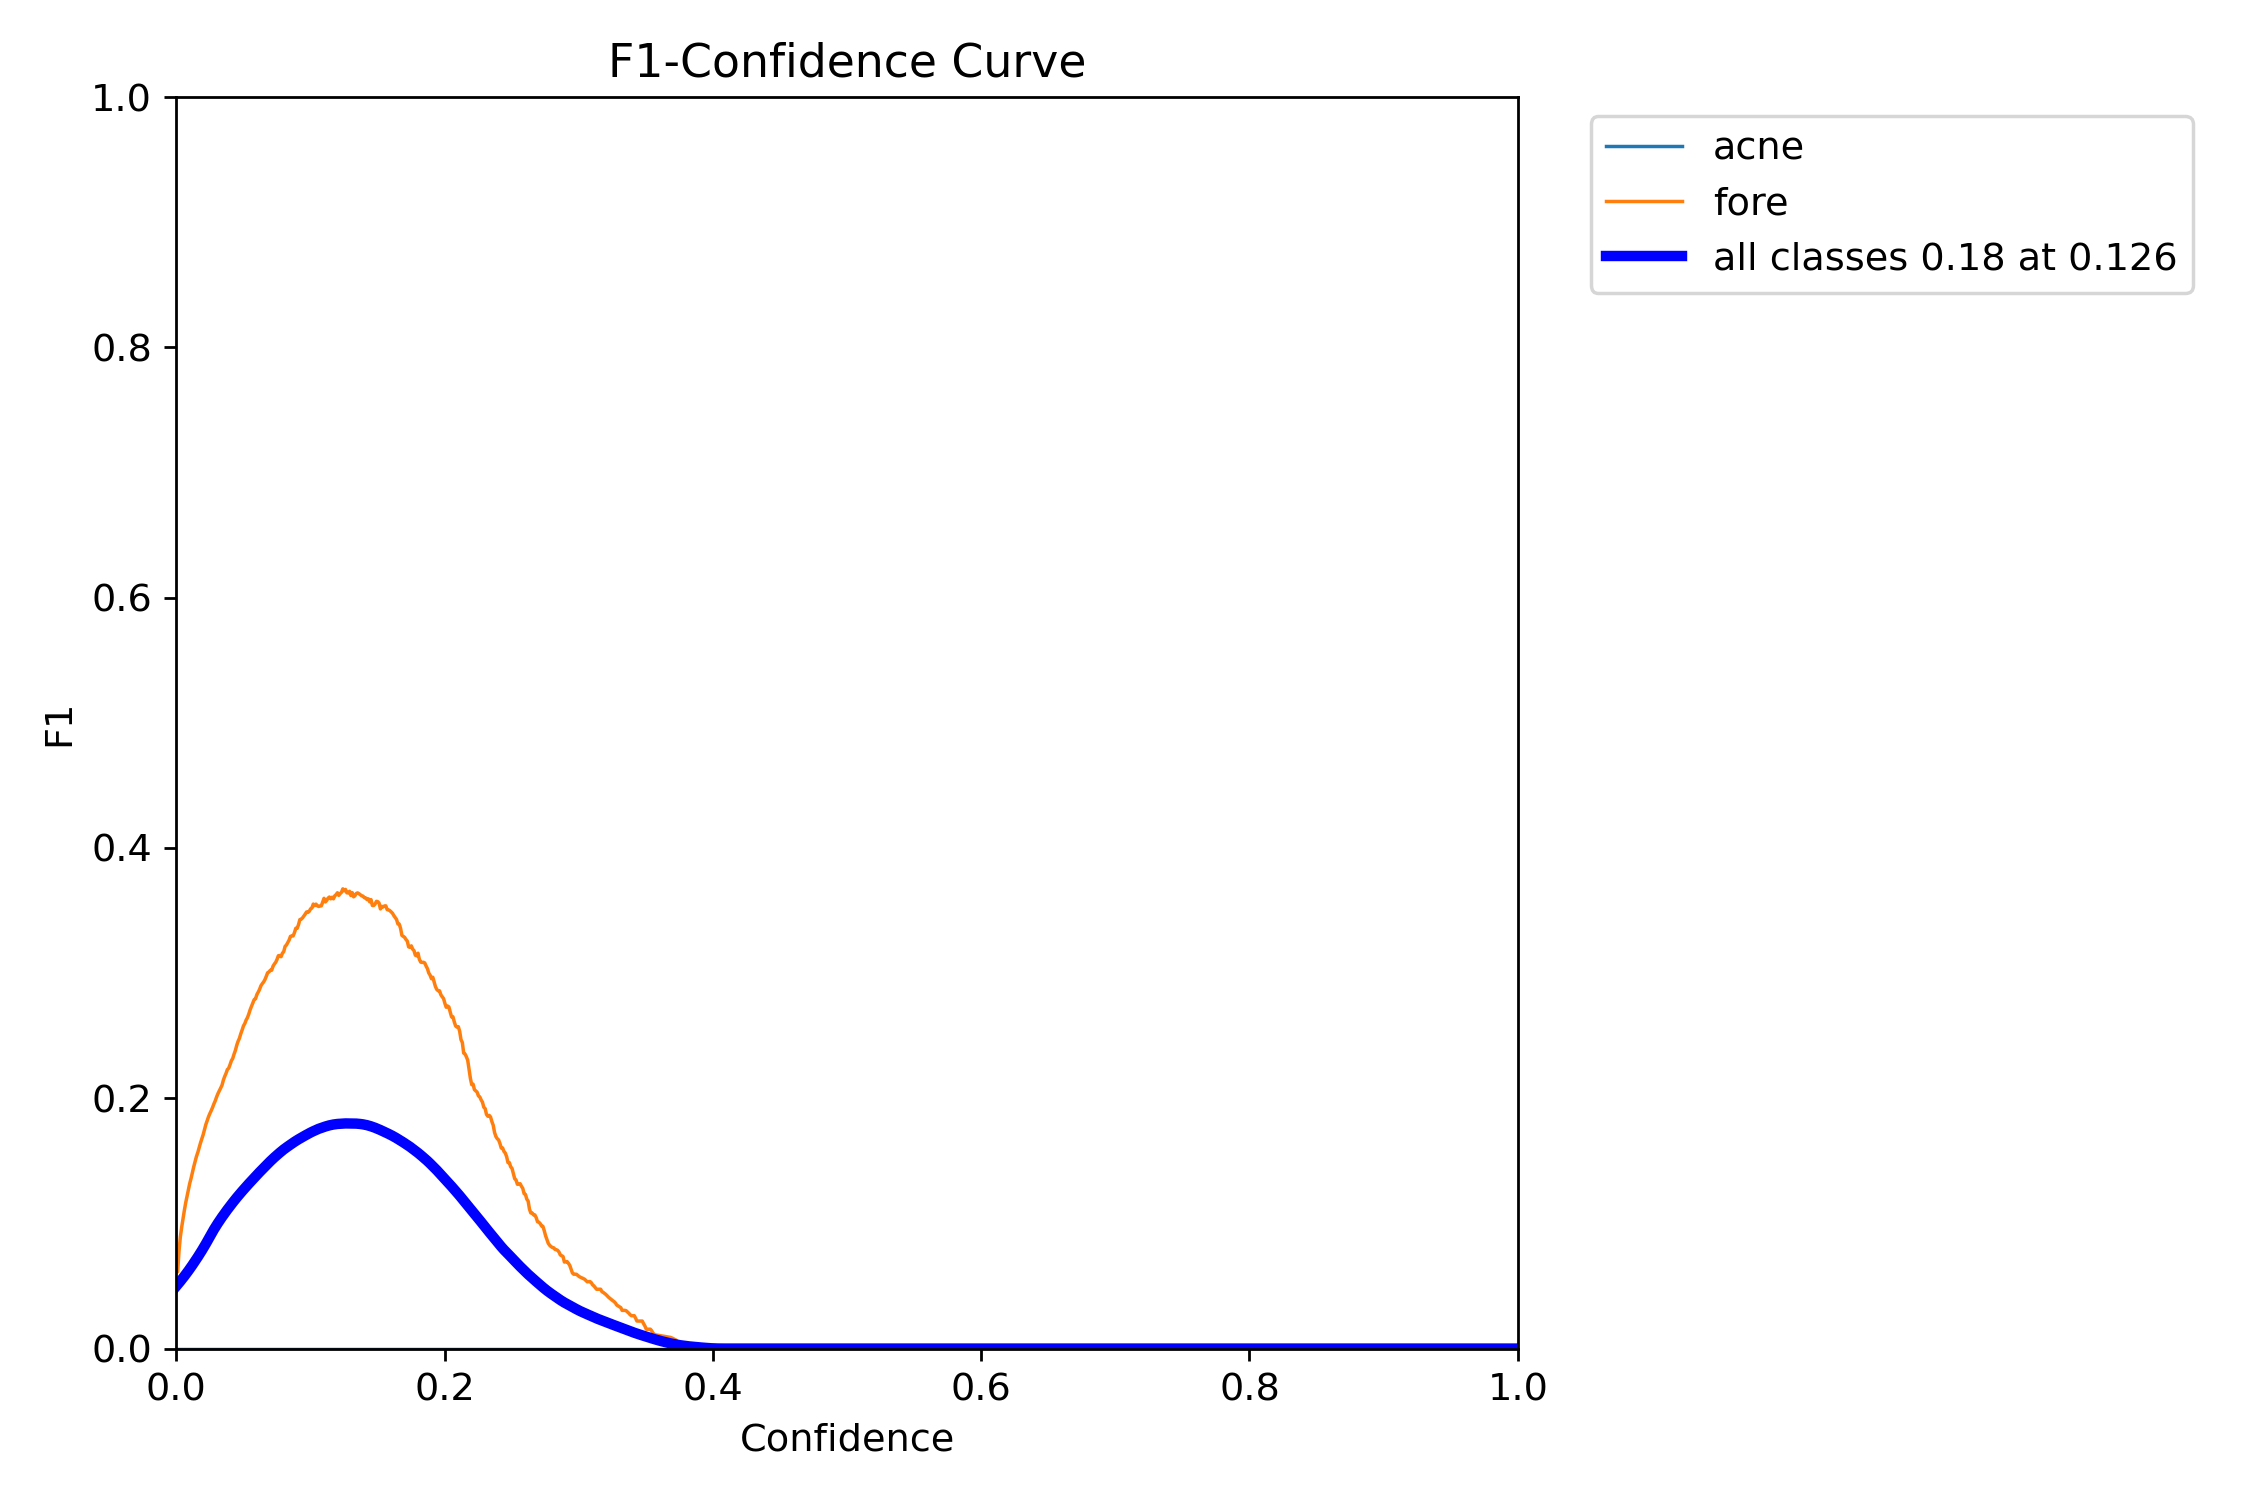 F1-Confidence Curve
1.0
0.8
0.6
0.4
0.2
0.0
F1
0.0 0.2 0.4 0.6 0.8 1.0
Confidence
acne
fore
all classes 0.18 at 0.126